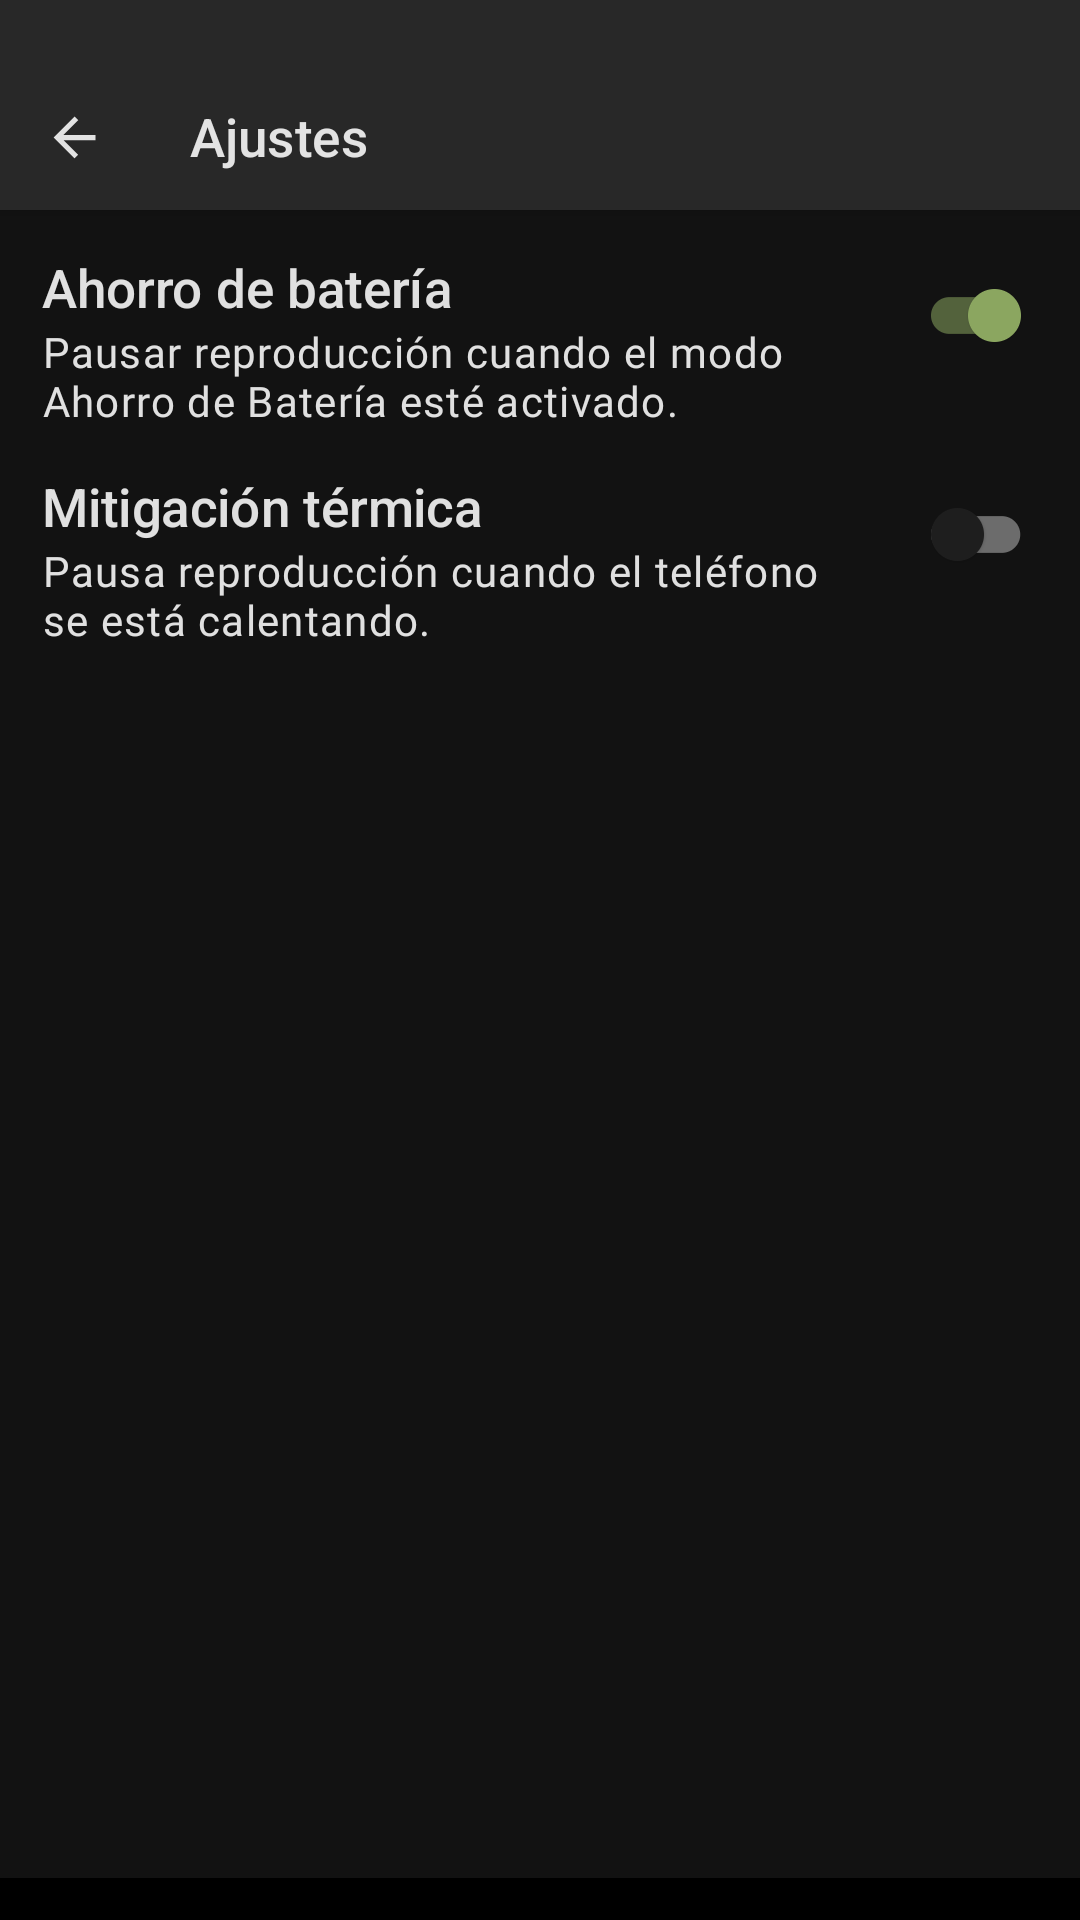 Ajustes
Ahorro de batería
Pausar reproducción cuando el modo
Ahorro de Batería esté activado.
Mitigación térmica
Pausa reproducción cuando el teléfono
se está calentando.